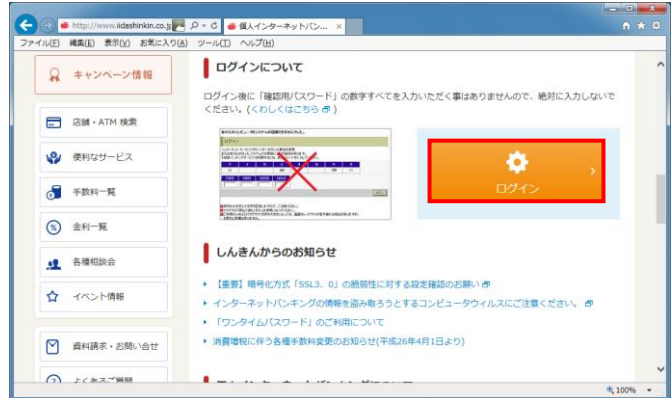 http://www.iidashinkin.co.jp
個人インターネットバン...
ファイル(F) 編集(E) 表示(V) お気に入り(A) ツール(T) ヘルプ(H)
キャンペーン情報
店舗・ATM 検索
便利なサービス
手数料一覧
金利一覧
各種相談会
イベント情報
資料請求・お問い合せ
よくあるご質問
ログインについて
ログイン後に「確認用パスワード」の数字すべてを入力いただく事はありませんので、絶対に入力しないで
ください。(くわしくはこちら)
ログイン
ログイン
しんきんからのお知らせ
【重要】暗号化方式「SSL3.0」の脆弱性に対する設定確認のお願い
インターネットバンキングの情報を盗み取ろうとするコンピュータウィルスにご注意ください。
「ワンタイムパスワード」のご利用について
消費増税に伴う各種手数料変更のお知らせ(平成26年4月1日より)
100%